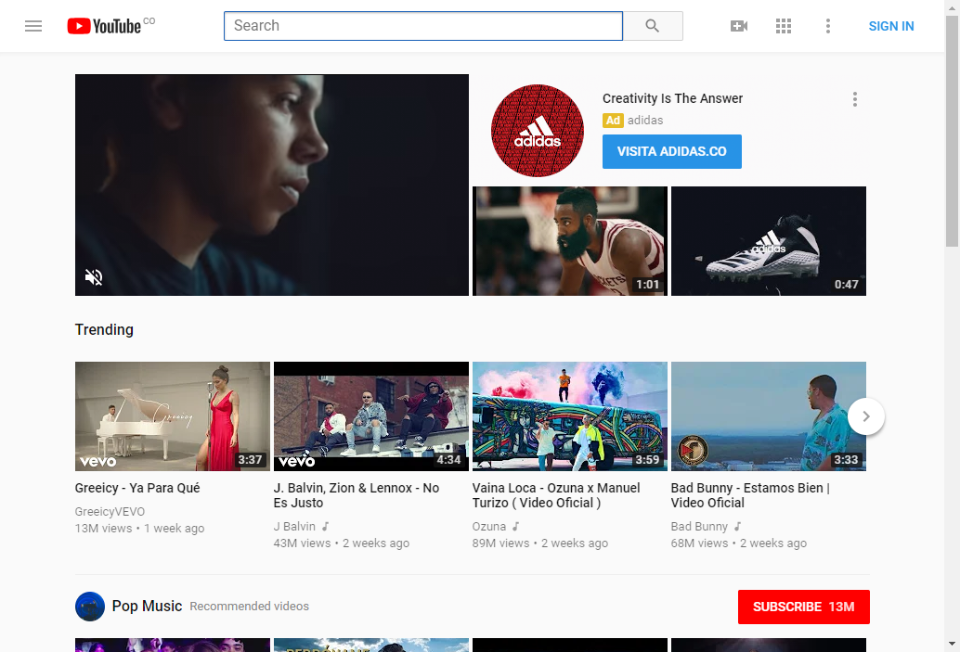 YouTube CO
Search
SIGN IN
Creativity Is The Answer
Ad adidas
VISITA ADIDAS.CO
adidas
adidas
1:01
0:47
Trending
Greeicy
vevo
3:37
vevo
4:34
3:59
3:33
Greeicy - Ya Para Qué
GreeicyVEVO
13M views • 1 week ago
J. Balvin, Zion & Lennox - No
Es Justo
J Balvin
43M views • 2 weeks ago
Vaina Loca - Ozuna x Manuel
Turizo ( Video Oficial )
Ozuna
89M views • 2 weeks ago
Bad Bunny - Estamos Bien |
Video Oficial
Bad Bunny
68M views • 2 weeks ago
Pop Music Recommended videos
SUBSCRIBE 13M